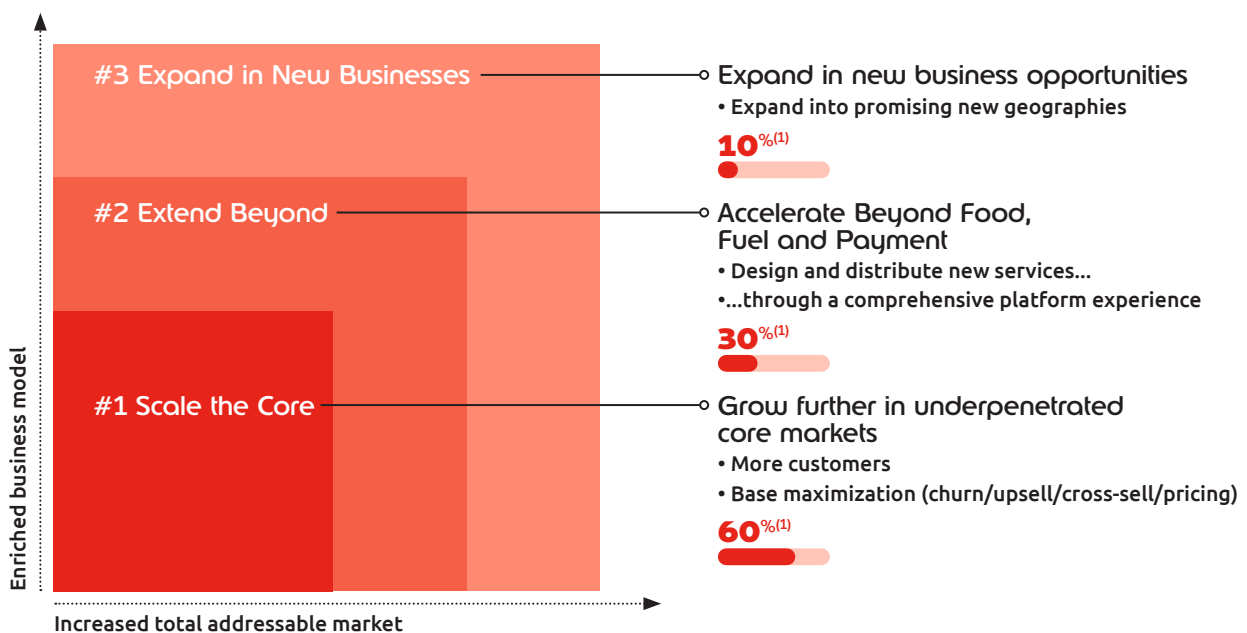 #3 Expand in New Businesses
Expand in new business opportunities
• Expand into promising new geographies
10%(1)
#2 Extend Beyond
Accelerate Beyond Food,
Fuel and Payment
• Design and distribute new services...
•...through a comprehensive platform experience
30%(1)
#1 Scale the Core
Grow further in underpenetrated
core markets
• More customers
• Base maximization (churn/upsell/cross-sell/pricing)
60%(1)
Enriched business model
Increased total addressable market